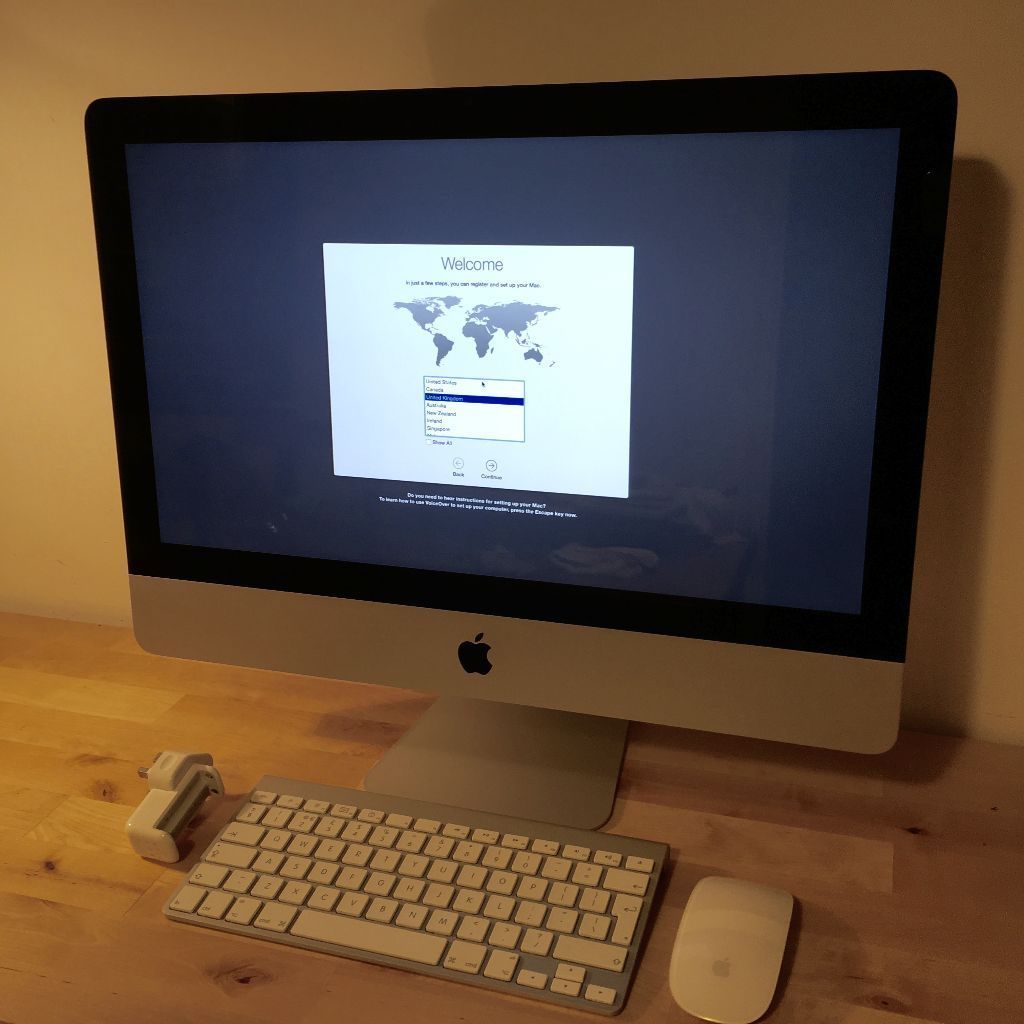 Welcome
In just a few steps, you can register and set up your Mac.
United States
Canada
United Kingdom
Australia
New Zealand
Ireland
Singapore
Show All
Back
Continue
Do you need to hear instructions for setting up your Mac?
To learn how to use VoiceOver to set up your computer, press the Escape key now.
Q W E R T Y U I O P
A S D F G H J K L
Z X C V B N M
cmd
cmd